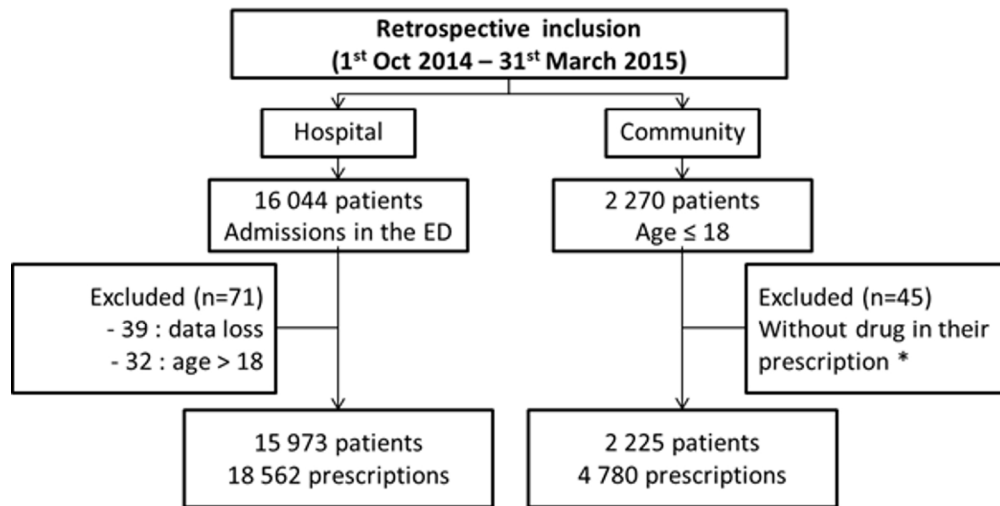 Retrospective inclusion
(1st Oct 2014 – 31st March 2015)
Hospital
Community
16 044 patients
Admissions in the ED
2 270 patients
Age ≤ 18
Excluded (n=71)
- 39 : data loss
- 32 : age > 18
Excluded (n=45)
Without drug in their
prescription *
15 973 patients
18 562 prescriptions
2 225 patients
4 780 prescriptions